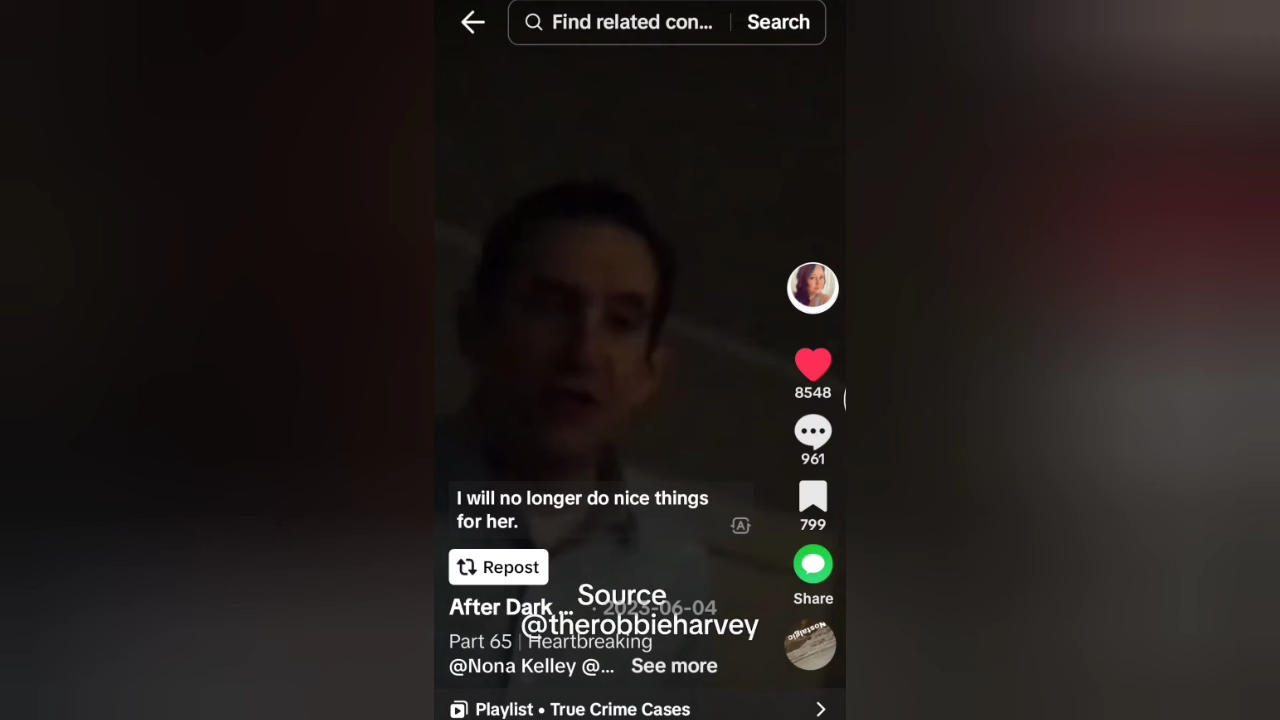 Find related con... Search
8548
I will no longer do nice things
for her.
961
799
Repost
Share
After Dark ... · 2023-06-04
Source
@therobbieharvey
Part 65 | Heartbreaking
@Nona Kelley @... See more
Nostalgic
Playlist • True Crime Cases